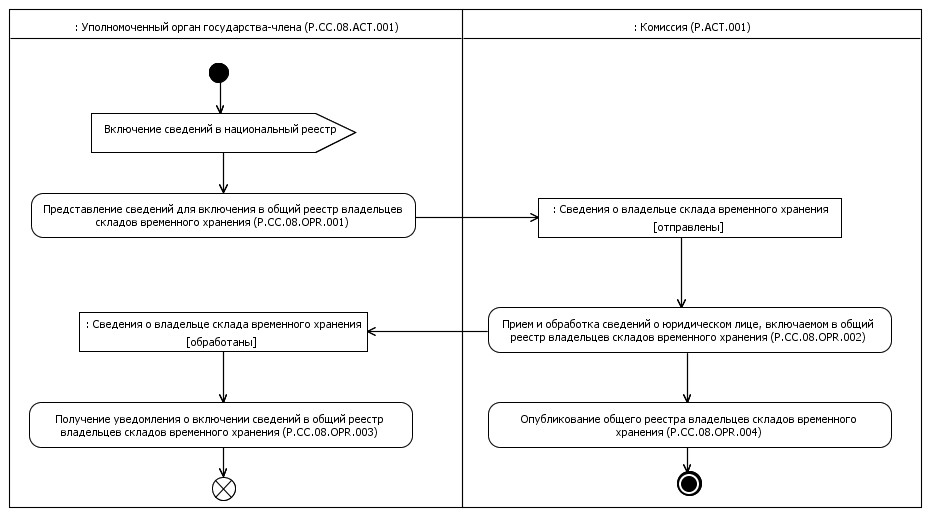 : Уполномоченный орган государства-члена (P.CC.08.ACT.001)
: Комиссия (P.ACT.001)
Включение сведений в национальный реестр
Представление сведений для включения в общий реестр владельцев
складов временного хранения (P.CC.08.OPR.001)
: Сведения о владельце склада временного хранения
[отправлены]
: Сведения о владельце склада временного хранения
[обработаны]
Прием и обработка сведений о юридическом лице, включаемом в общий
реестр владельцев складов временного хранения (P.CC.08.OPR.002)
Получение уведомления о включении сведений в общий реестр
владельцев складов временного хранения (P.CC.08.OPR.003)
Опубликование общего реестра владельцев складов временного
хранения (P.CC.08.OPR.004)